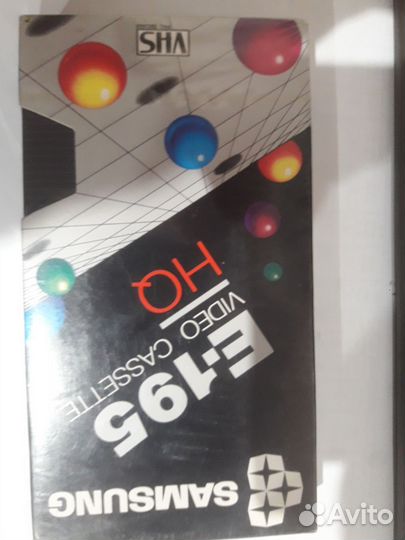 SAMSUNG
E-195
VIDEO CASSETTE
HQ
VHS
Avito